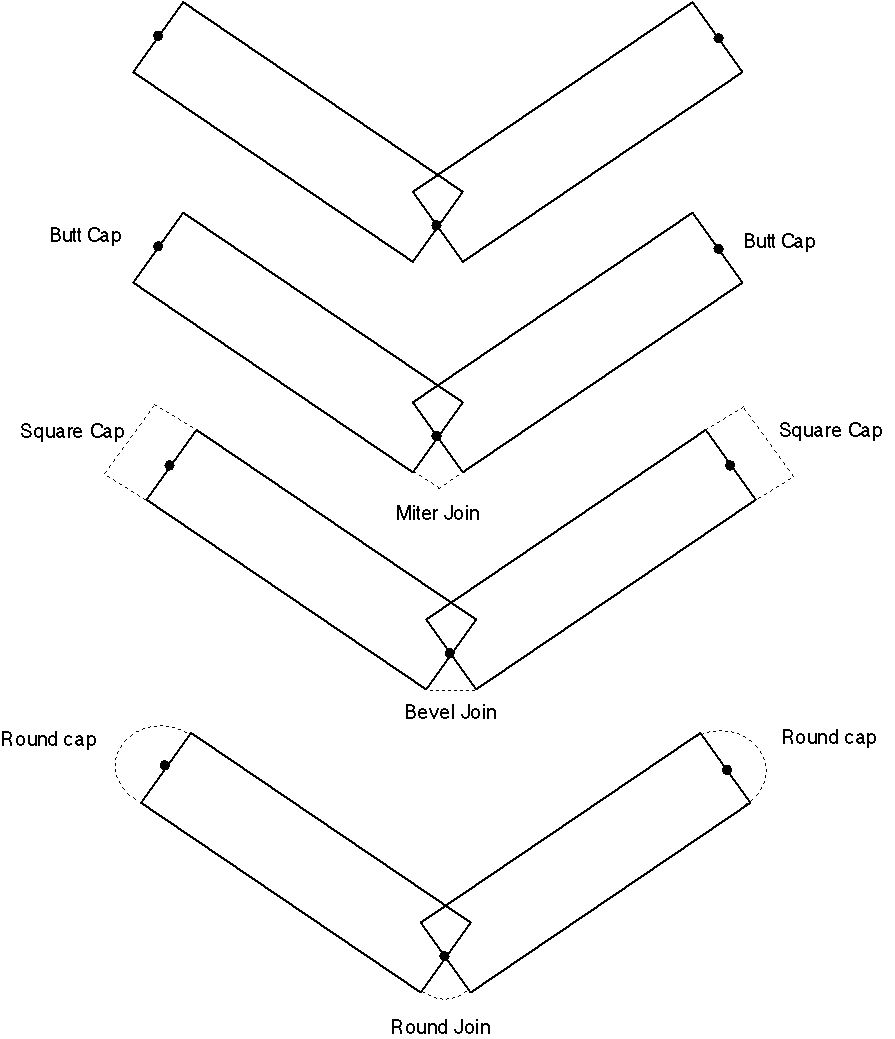 Butt Cap
Butt Cap
Square Cap
Square Cap
Miter Join
Bevel Join
Round cap
Round cap
Round Join